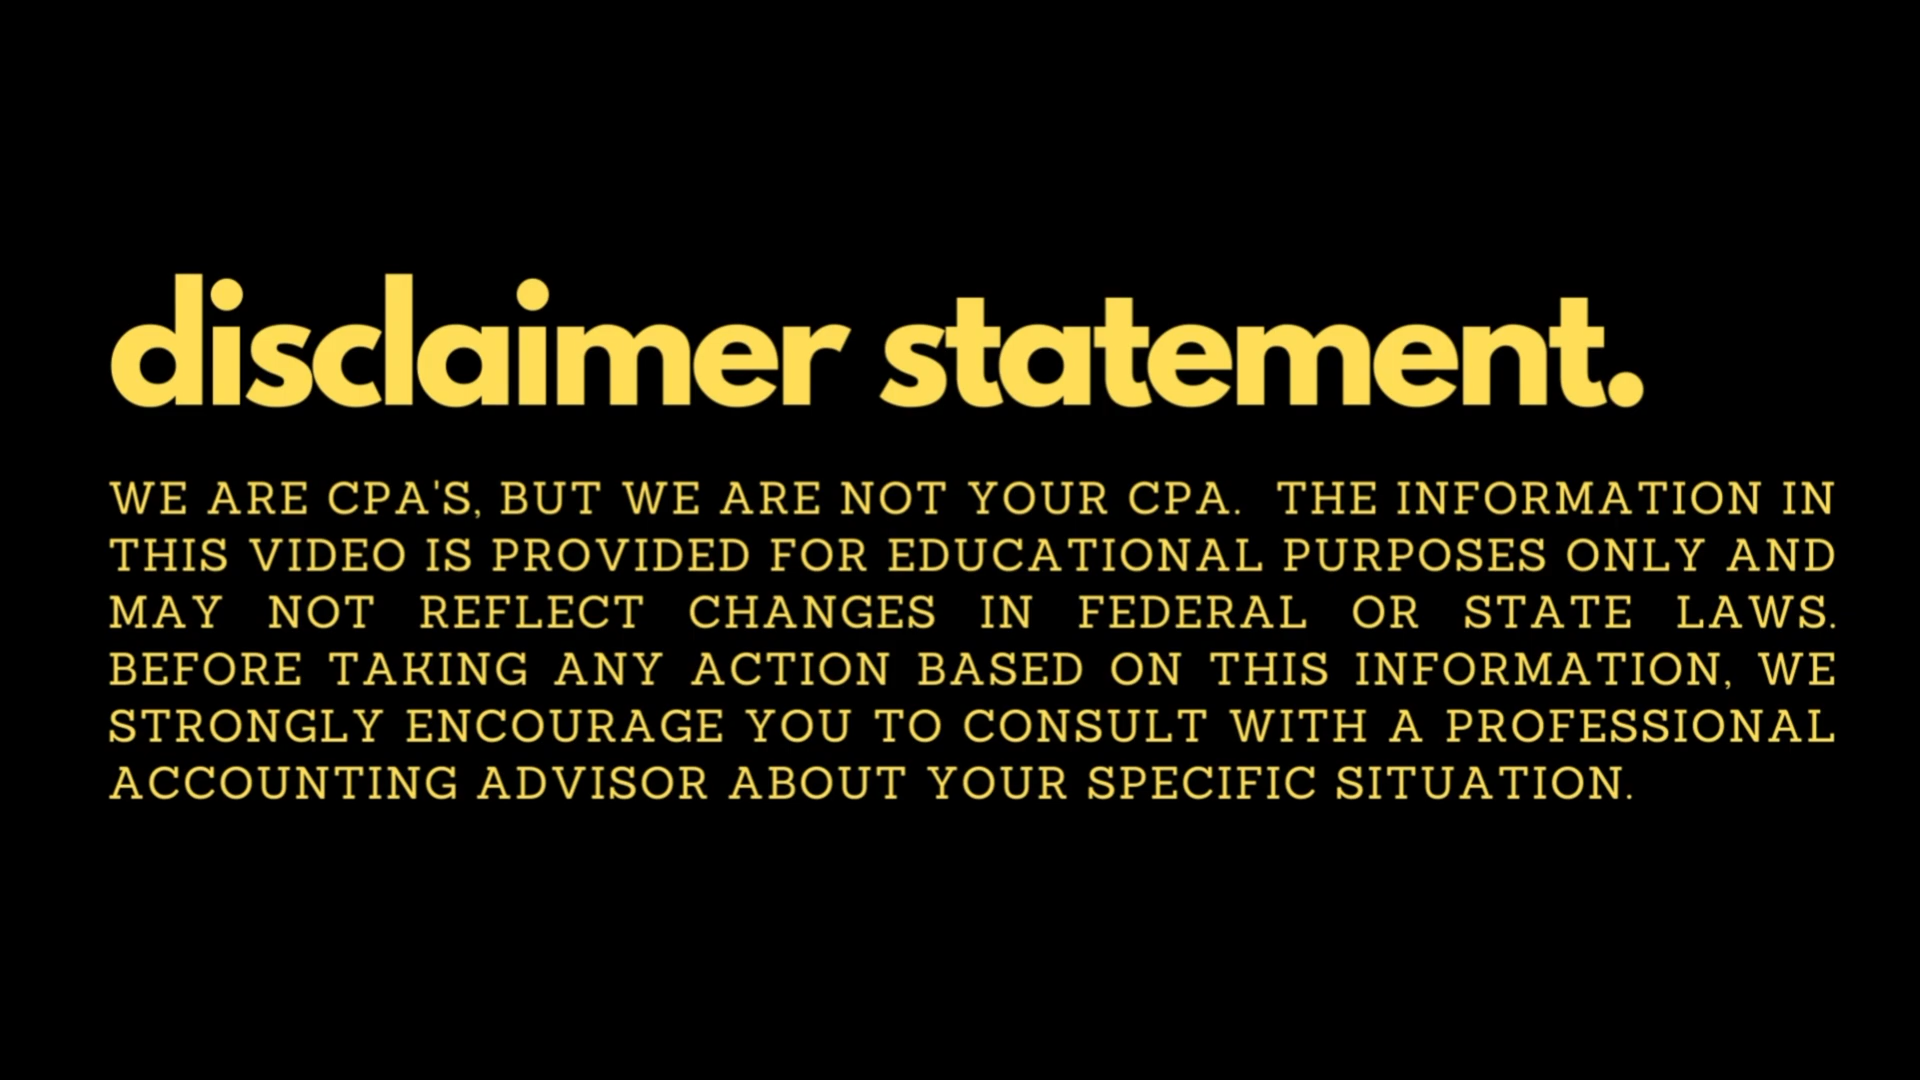 disclaimer statement.
WE ARE CPA'S, BUT WE ARE NOT YOUR CPA.  THE INFORMATION IN
THIS VIDEO IS PROVIDED FOR EDUCATIONAL PURPOSES ONLY AND
MAY NOT REFLECT CHANGES IN FEDERAL OR STATE LAWS.
BEFORE TAKING ANY ACTION BASED ON THIS INFORMATION, WE
STRONGLY ENCOURAGE YOU TO CONSULT WITH A PROFESSIONAL
ACCOUNTING ADVISOR ABOUT YOUR SPECIFIC SITUATION.